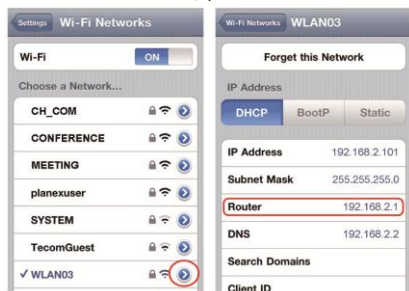 Settings Wi-Fi Networks
Wi-Fi ON
Choose a Network...
CH_COM
CONFERENCE
MEETING
planexuser
SYSTEM
TecomGuest
✓ WLAN03
Wi-Fi Networks WLAN03
Forget this Network
IP Address
DHCP BootP Static
IP Address 192.168.2.101
Subnet Mask 255.255.255.0
Router 192.168.2.1
DNS 192.168.2.2
Search Domains
Client ID